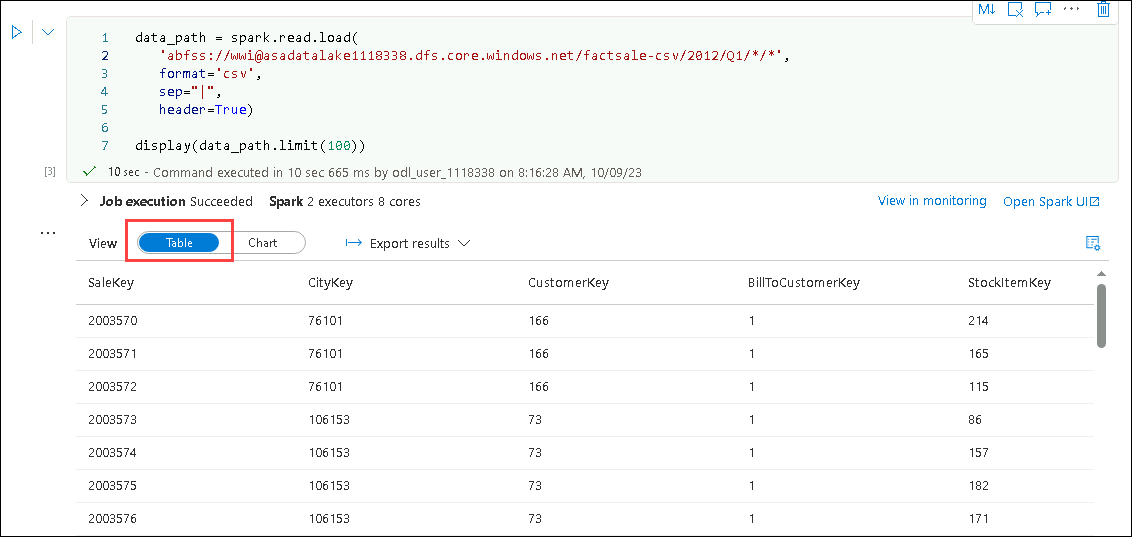 M↓ ...
1 data_path = spark.read.load(
2 'abfss://wwi@asadatalake1118338.dfs.core.windows.net/factsale-csv/2012/Q1/*/*',
3 format='csv',
4 sep="|",
5 header=True)
6
7 display(data_path.limit(100))
[3] 10 sec - Command executed in 10 sec 665 ms by odl_user_1118338 on 8:16:28 AM, 10/09/23
Job execution Succeeded Spark 2 executors 8 cores View in monitoring Open Spark UI
...
View Table Chart Export results
SaleKey CityKey CustomerKey BillToCustomerKey StockItemKey
2003570 76101 166 1 214
2003571 76101 166 1 165
2003572 76101 166 1 115
2003573 106153 73 1 86
2003574 106153 73 1 157
2003575 106153 73 1 182
2003576 106153 73 1 171